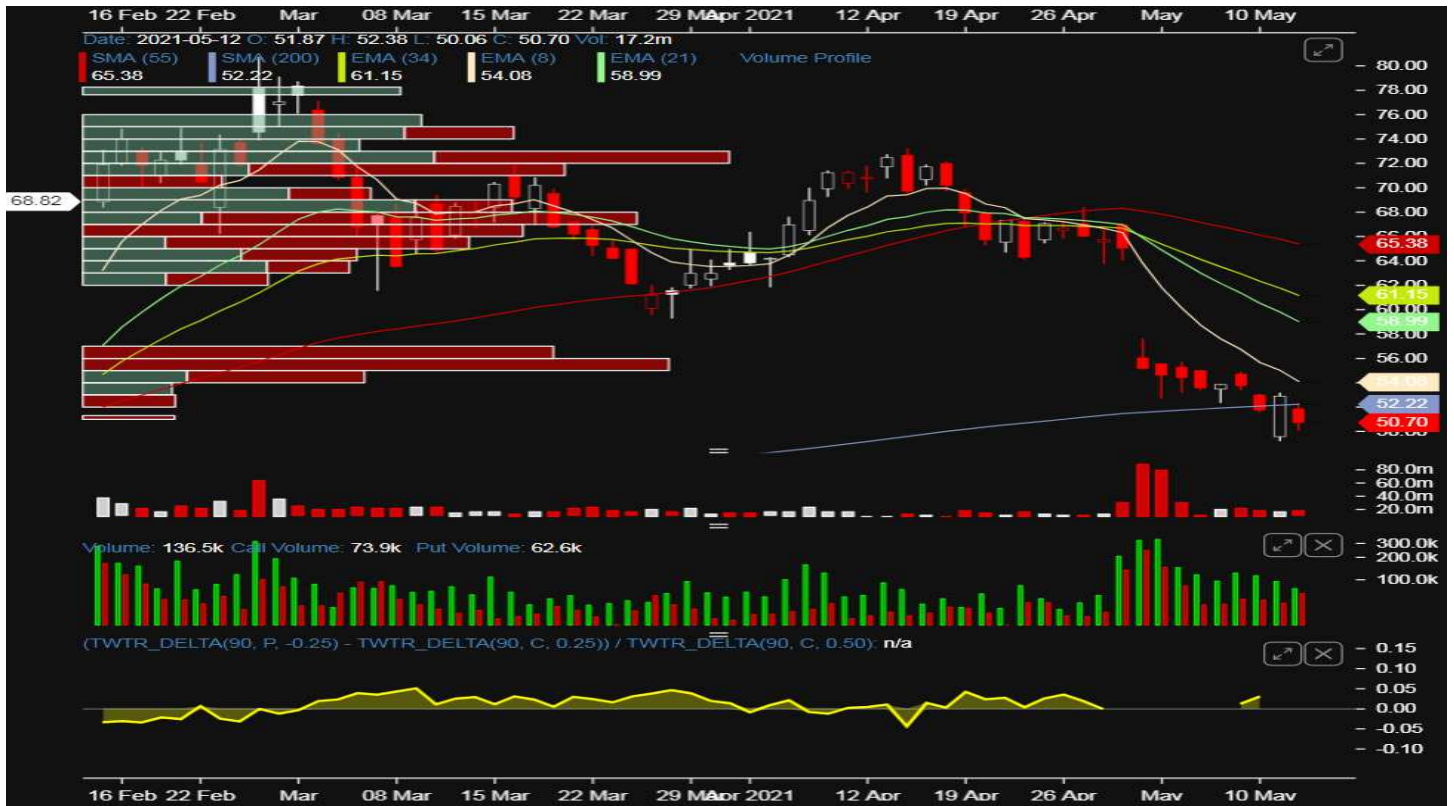 16 Feb 22 Feb Mar 08 Mar 15 Mar 22 Mar 29 Mar Apr 2021 12 Apr 19 Apr 26 Apr May 10 May
Date: 2021-05-12 O: 51.87 H: 52.38 L: 50.06 C: 50.70 Vol: 17.2m
SMA (55) SMA (200) EMA (34) EMA (8) EMA (21) Volume Profile
65.38 52.22 61.15 54.08 58.99
80.00
78.00
76.00
74.00
72.00
70.00
68.82
68.00
66.00
65.38
64.00
62.00
61.15
60.00
58.99
58.00
56.00
54.08
52.22
50.70
50.00
80.0m
60.0m
40.0m
20.0m
Volume: 136.5k Call Volume: 73.9k Put Volume: 62.6k
300.0k
200.0k
100.0k
(TWTR_DELTA(90, P, -0.25) - TWTR_DELTA(90, C, 0.25)) / TWTR_DELTA(90, C, 0.50): n/a
0.15
0.10
0.05
0.00
-0.05
-0.10
16 Feb 22 Feb Mar 08 Mar 15 Mar 22 Mar 29 Mar Apr 2021 12 Apr 19 Apr 26 Apr May 10 May